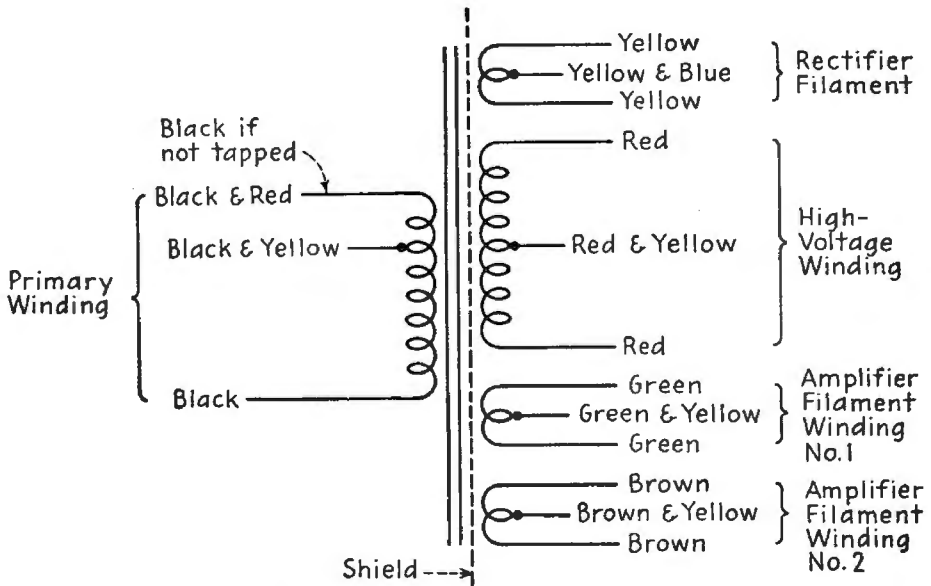 Yellow
Yellow & Blue
Yellow
Rectifier
Filament
Black if
not tapped
Black & Red
Black & Yellow
Black
Primary
Winding
Red
Red & Yellow
Red
High-
Voltage
Winding
Green
Green & Yellow
Green
Amplifier
Filament
Winding
No.1
Brown
Brown & Yellow
Brown
Amplifier
Filament
Winding
No.2
Shield